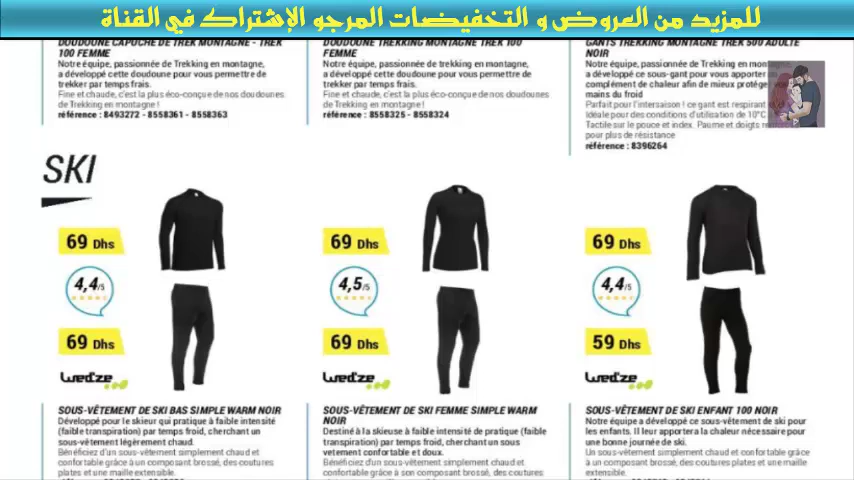 للمزيد من العروض و التخفيضات المرجو الإشتراك في القناة
DOUDOUNE CAPUCHE DE TREK MONTAGNE - TREK
100 FEMME
Notre équipe, passionnée de Trekking en montagne,
a développé cette doudoune pour vous permettre de
trekker par temps frais.
Fine et chaude, c'est la plus éco-conçue de nos doudounes
de Trekking en montagne !
référence : 8493272 - 8558361 - 8558363
DOUDOUNE TREKKING MONTAGNE TREK 100
FEMME
Notre équipe, passionnée de Trekking en montagne,
a développé cette doudoune pour vous permettre de
trekker par temps frais.
Fine et chaude, c'est la plus éco-conçue de nos doudounes
de Trekking en montagne !
référence : 8558325 - 8558324
GANTS TREKKING MONTAGNE TREK 500 ADULTE
NOIR
Notre équipe, passionnée de Trekking en
a développé ce sous-gant pour vous apporter
complément de chaleur afin de mieux
mains du froid
Parfait pour l'intersaison ! ce gant est respirant
Idéale pour des conditions d'utilisation de 10°C
Tactile sur le pouce et index. Paume et doigts
pour plus de résistance
référence : 8396264
SKI
69 Dhs
4,4/5
69 Dhs
Wed'ze
SOUS-VÊTEMENT DE SKI BAS SIMPLE WARM NOIR
Développé pour le skieur qui pratique à faible intensité
(faible transpiration) par temps froid, cherchant un
sous-vêtement légèrement chaud.
Bénéficiez d'un sous-vêtement simplement chaud et
confortable grâce à un composant brossé, des coutures
plates et une maille extensible.
69 Dhs
4,5/5
69 Dhs
Wed'ze
SOUS-VÊTEMENT DE SKI FEMME SIMPLE WARM
NOIR
Destiné à la skieuse à faible intensité de pratique (faible
transpiration) par temps froid, cherchant un sous
vetement confortable et doux.
Bénéficiez d'un sous-vêtement simplement chaud et
confortable grâce à son composant brossé, des coutures
69 Dhs
4,4/5
59 Dhs
Wed'ze
SOUS-VÊTEMENT DE SKI ENFANT 100 NOIR
Notre équipe a développé ce sous-vêtement de ski pour
les enfants. Il leur apportera la chaleur nécessaire pour
une bonne journée de ski.
Un sous-vêtement simplement chaud et confortable grâce
à un composant brossé, des coutures plates et une maille
extensible.